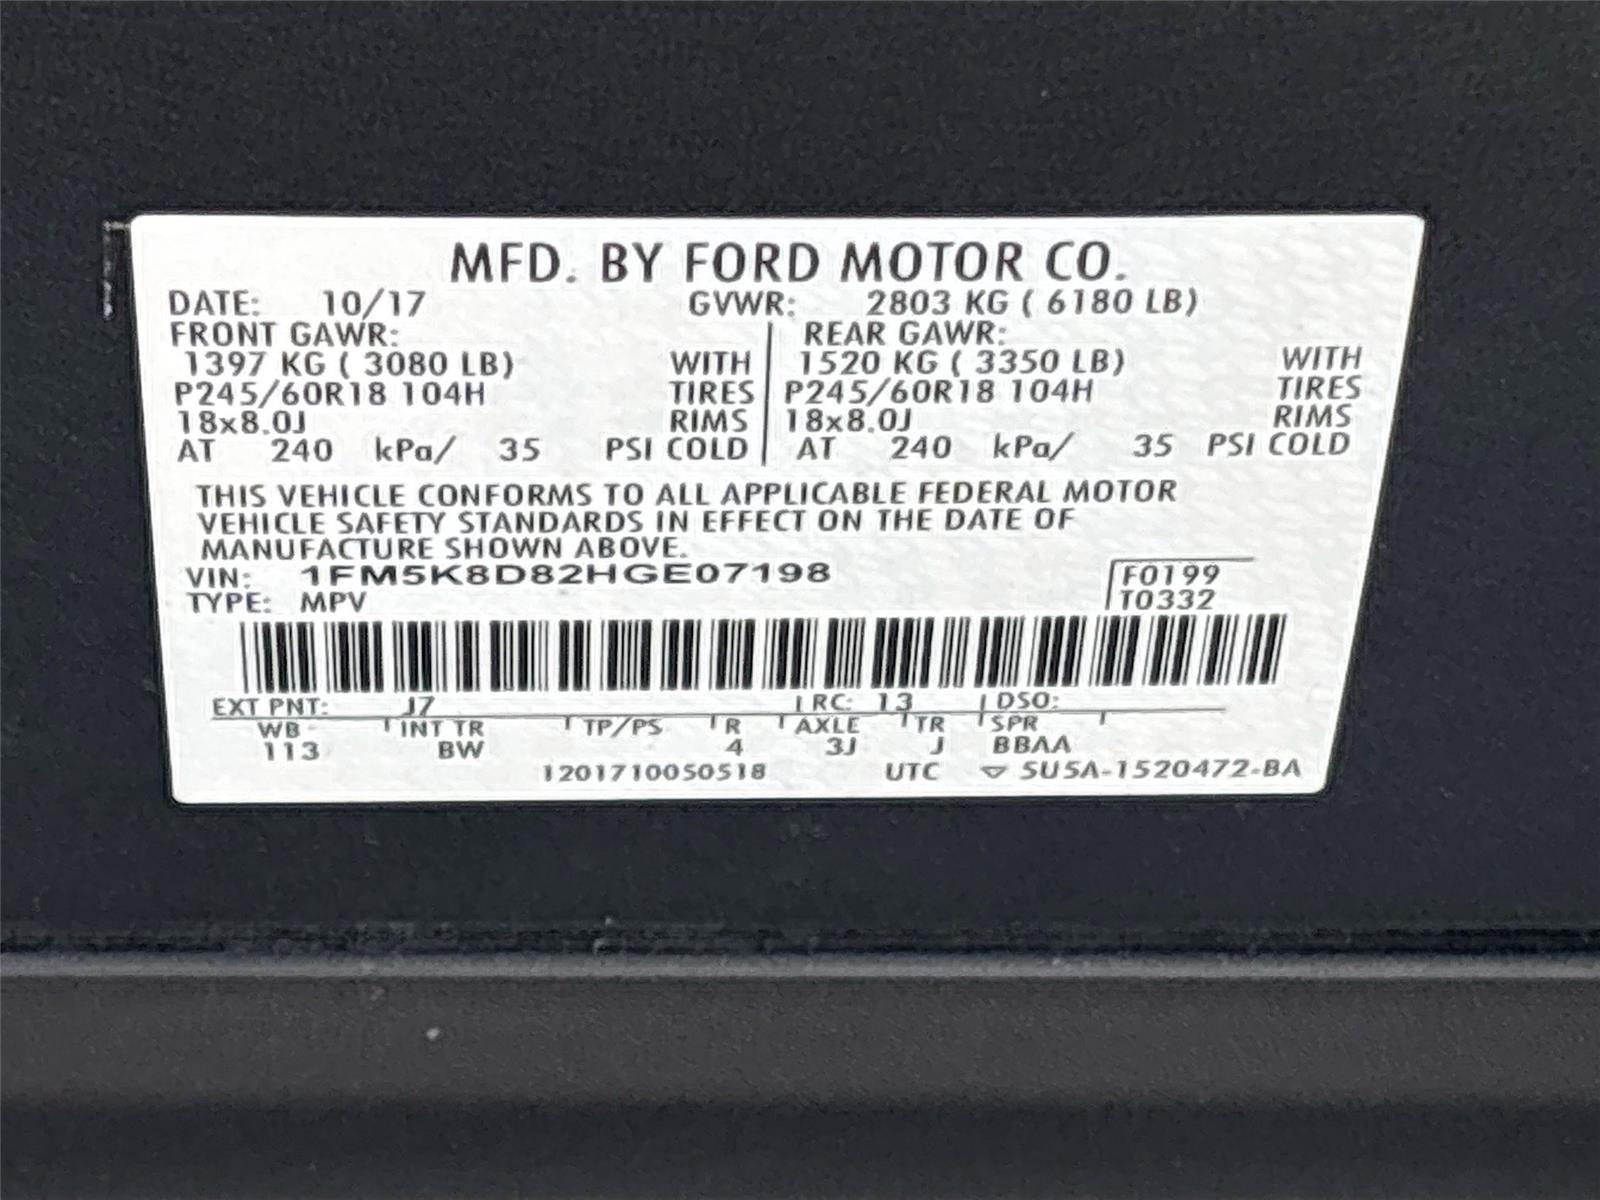 MFD. BY FORD MOTOR CO.
DATE: 10/17 GVWR: 2803 KG ( 6180 LB)
FRONT GAWR: REAR GAWR:
1397 KG ( 3080 LB) WITH 1520 KG ( 3350 LB) WITH
P245/60R18 104H TIRES P245/60R18 104H TIRES
18x8.0J RIMS 18x8.0J RIMS
AT 240 kPa/ 35 PSI COLD AT 240 kPa/ 35 PSI COLD
THIS VEHICLE CONFORMS TO ALL APPLICABLE FEDERAL MOTOR
VEHICLE SAFETY STANDARDS IN EFFECT ON THE DATE OF
MANUFACTURE SHOWN ABOVE.
VIN: 1FM5K8D82HGE07198 F0199
TYPE: MPV T0332
EXT PNT: J7 RC: 13 DSO:
WB INT TR TP/PS R AXLE TR SPR
113 BW 4 3J J BBAA
1201710050518 UTC 5U5A-1520472-BA